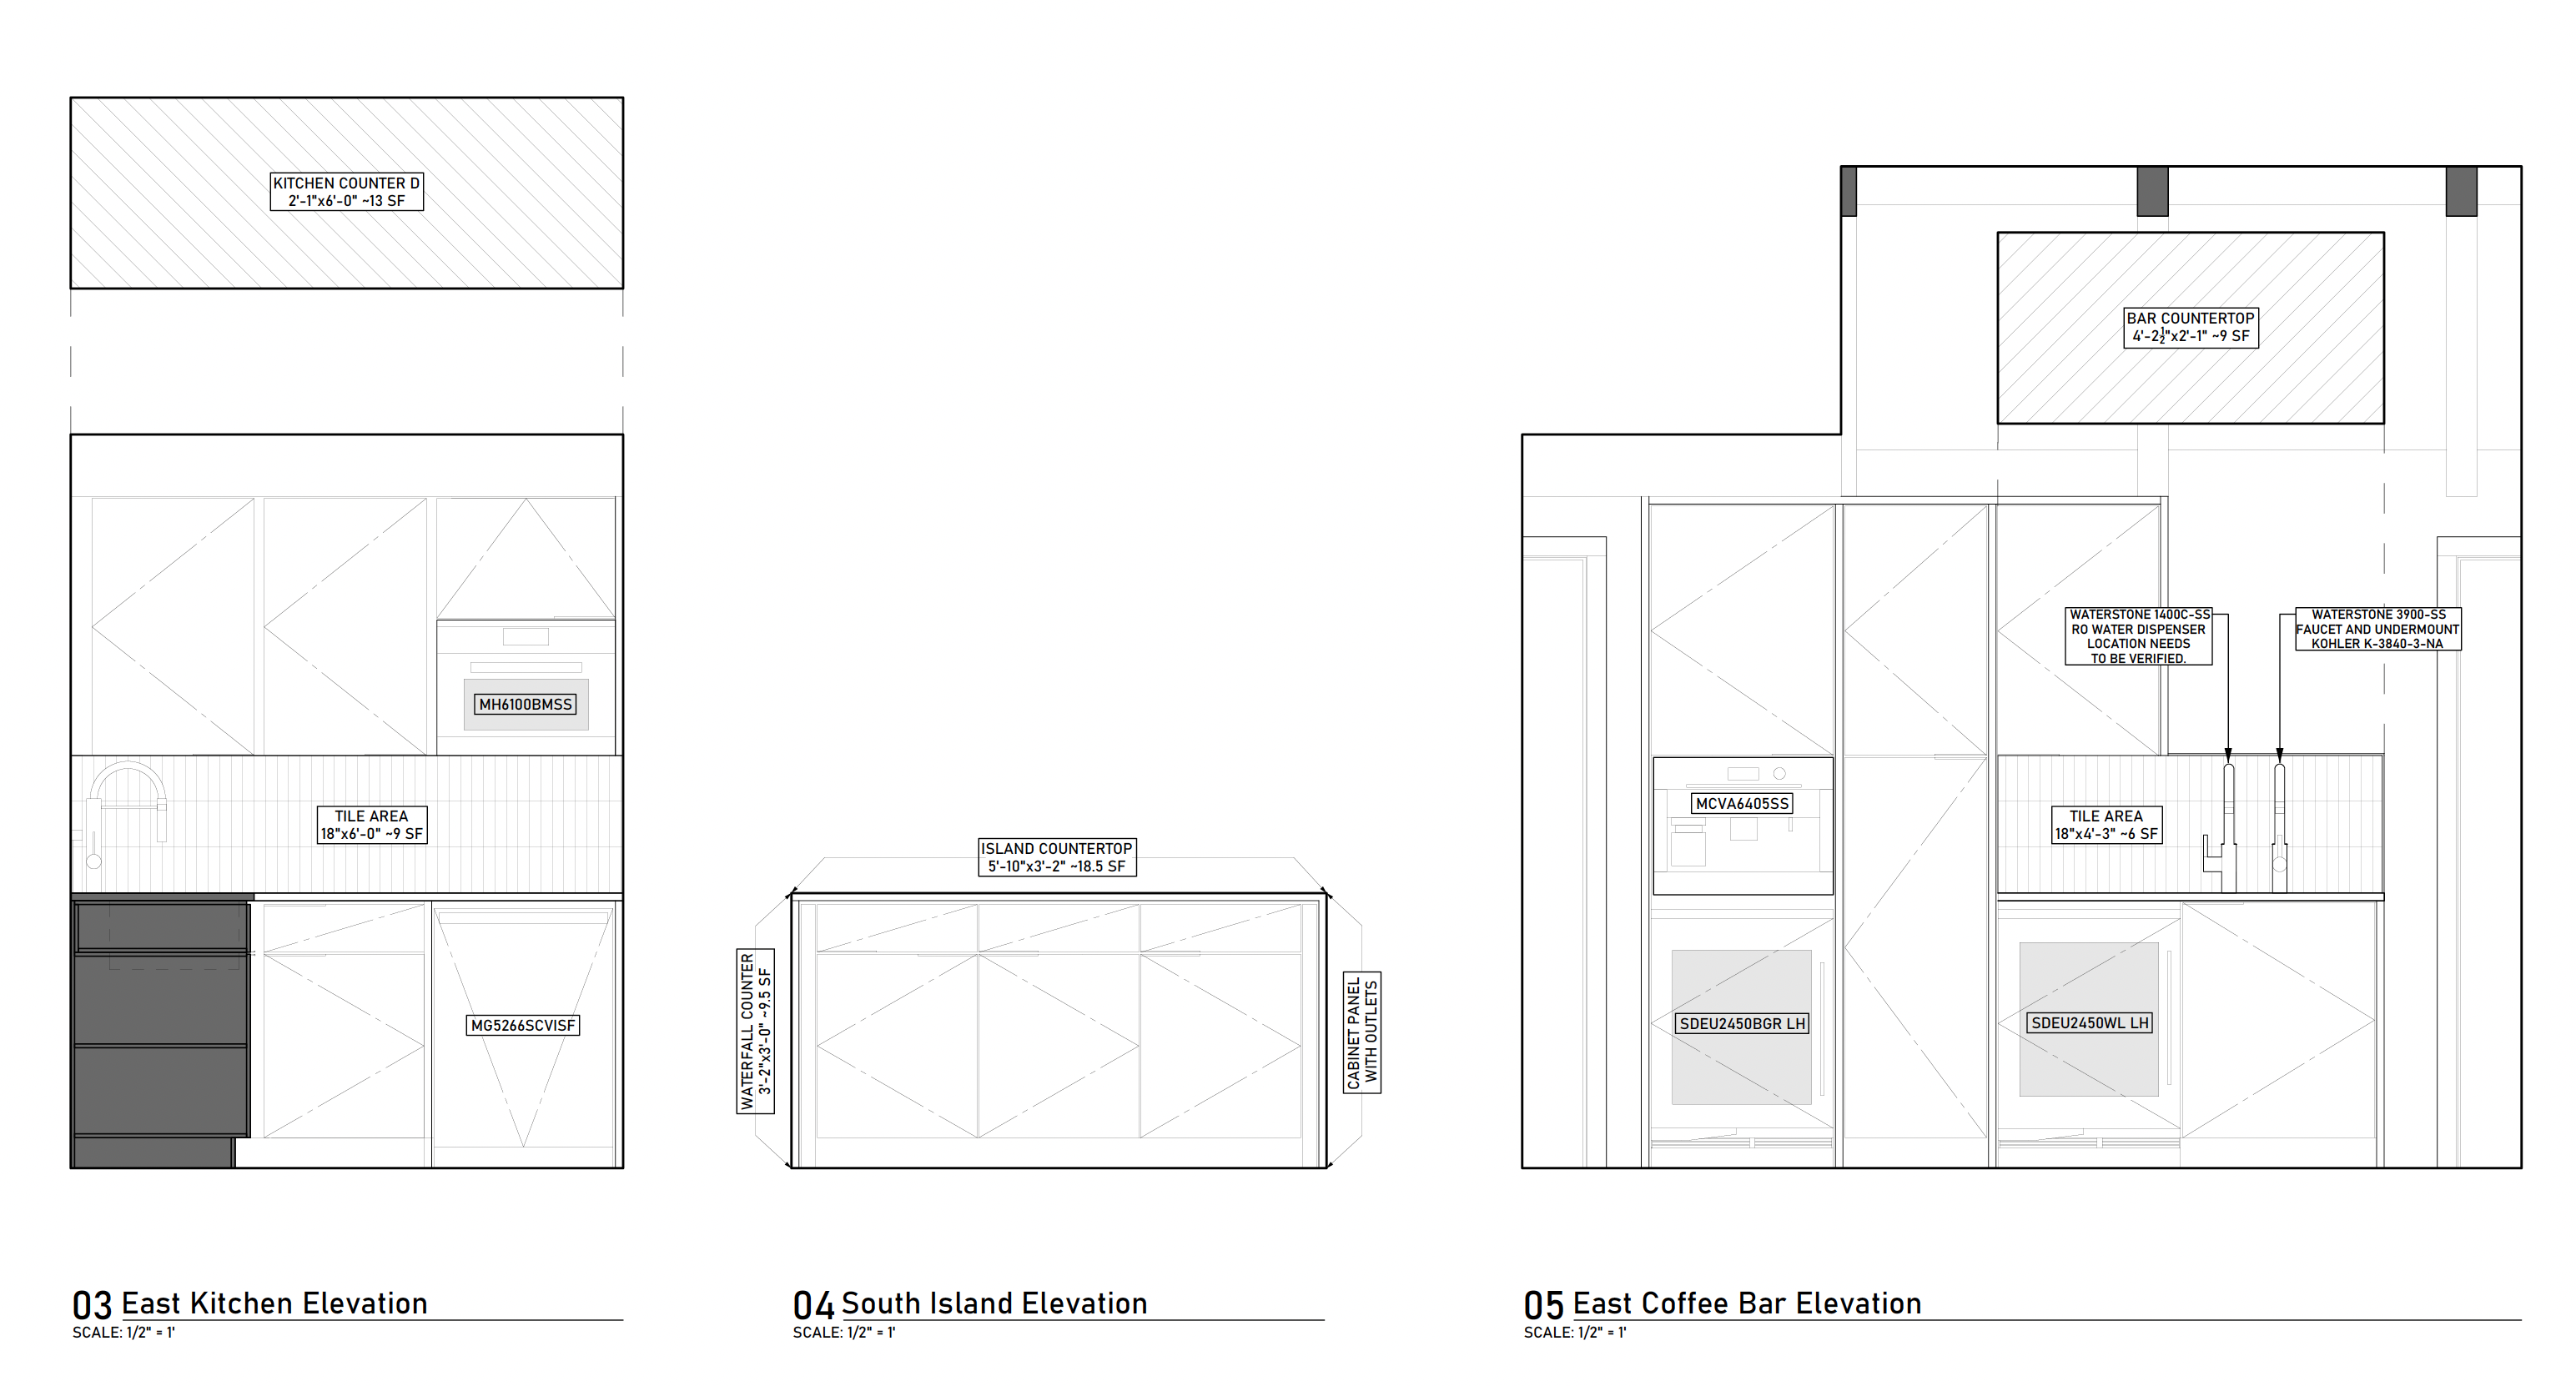 KITCHEN COUNTER D
2'-1"x6'-0" ~13 SF
MH6100BMSS
TILE AREA
18"x6'-0" ~9 SF
MG5266SCVISF
03 East Kitchen Elevation
SCALE: 1/2" = 1'
ISLAND COUNTERTOP
5'-10"x3'-2" ~18.5 SF
WATERFALL COUNTER
3'-2"x3'-0" ~9.5 SF
CABINET PANEL
WITH OUTLETS
04 South Island Elevation
SCALE: 1/2" = 1'
BAR COUNTERTOP
4'-2½"x2'-1" ~9 SF
WATERSTONE 1400C-SS
RO WATER DISPENSER
LOCATION NEEDS
TO BE VERIFIED.
WATERSTONE 3900-SS
FAUCET AND UNDERMOUNT
KOHLER K-3840-3-NA
MCVA6405SS
TILE AREA
18"x4'-3" ~6 SF
SDEU2450BGR LH
SDEU2450WL LH
05 East Coffee Bar Elevation
SCALE: 1/2" = 1'